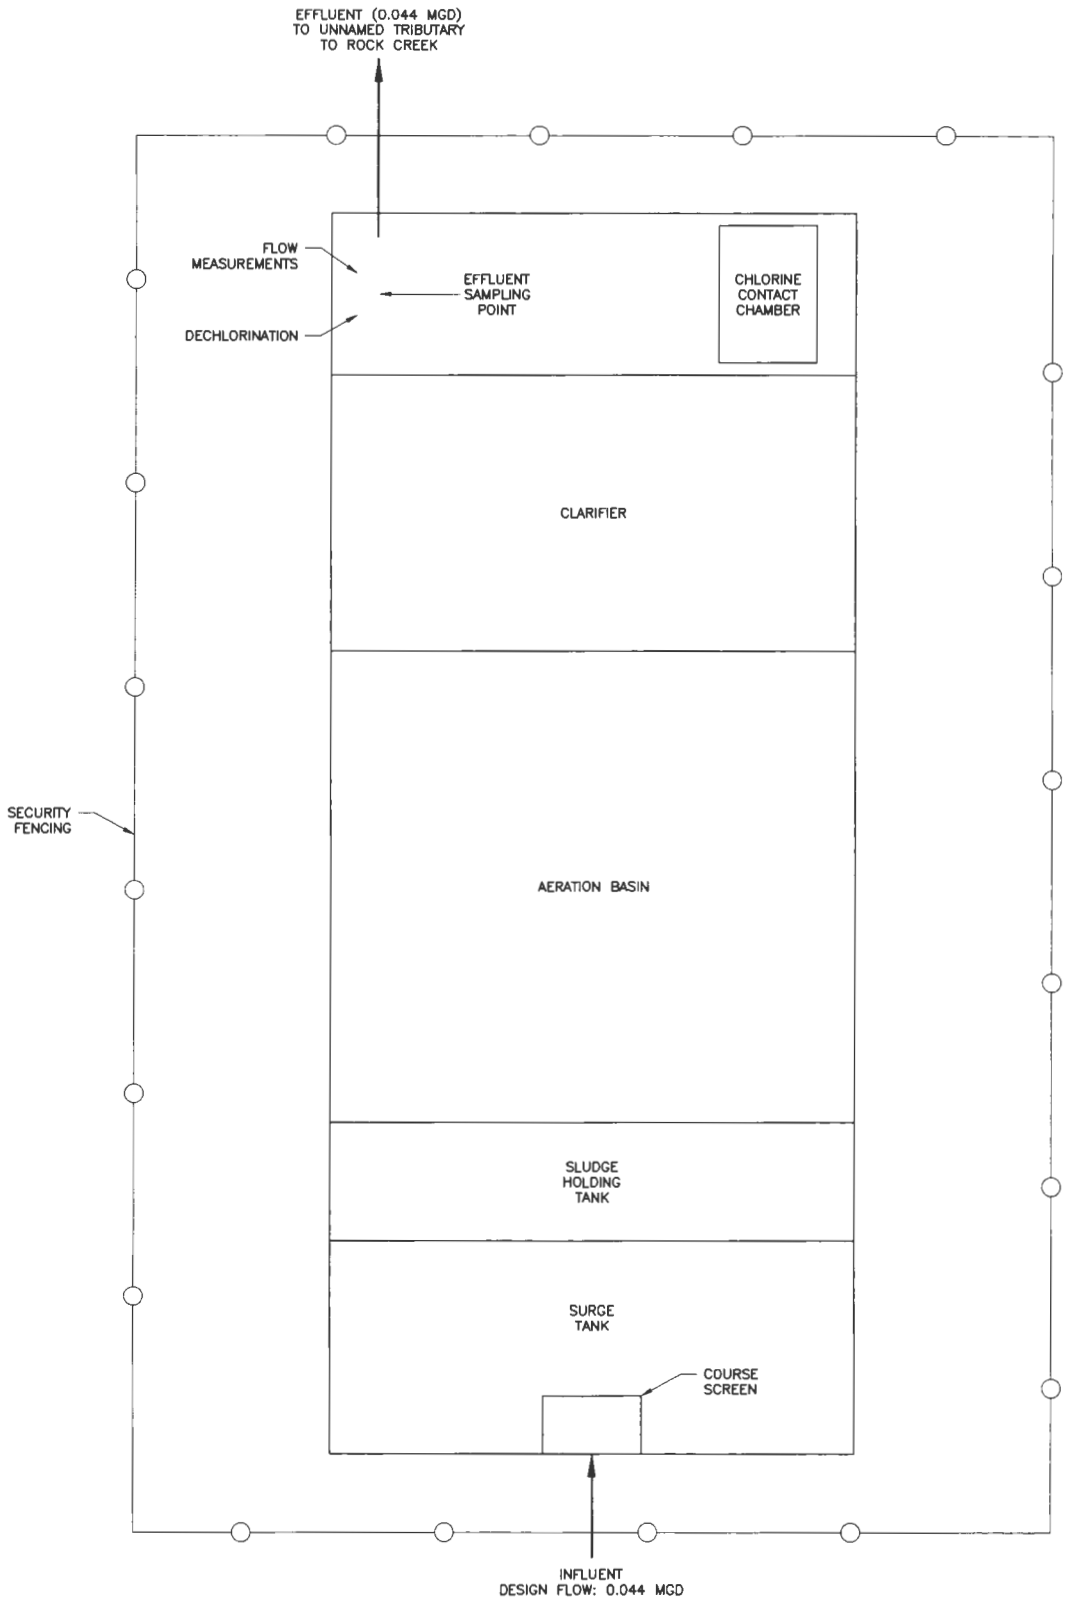 EFFLUENT (0.044 MGD)
TO UNNAMED TRIBUTARY
TO ROCK CREEK
FLOW
MEASUREMENTS
EFFLUENT
SAMPLING
POINT
CHLORINE
CONTACT
CHAMBER
DECHLORINATION
CLARIFIER
SECURITY
FENCING
AERATION BASIN
SLUDGE
HOLDING
TANK
SURGE
TANK
COURSE
SCREEN
INFLUENT
DESIGN FLOW: 0.044 MGD